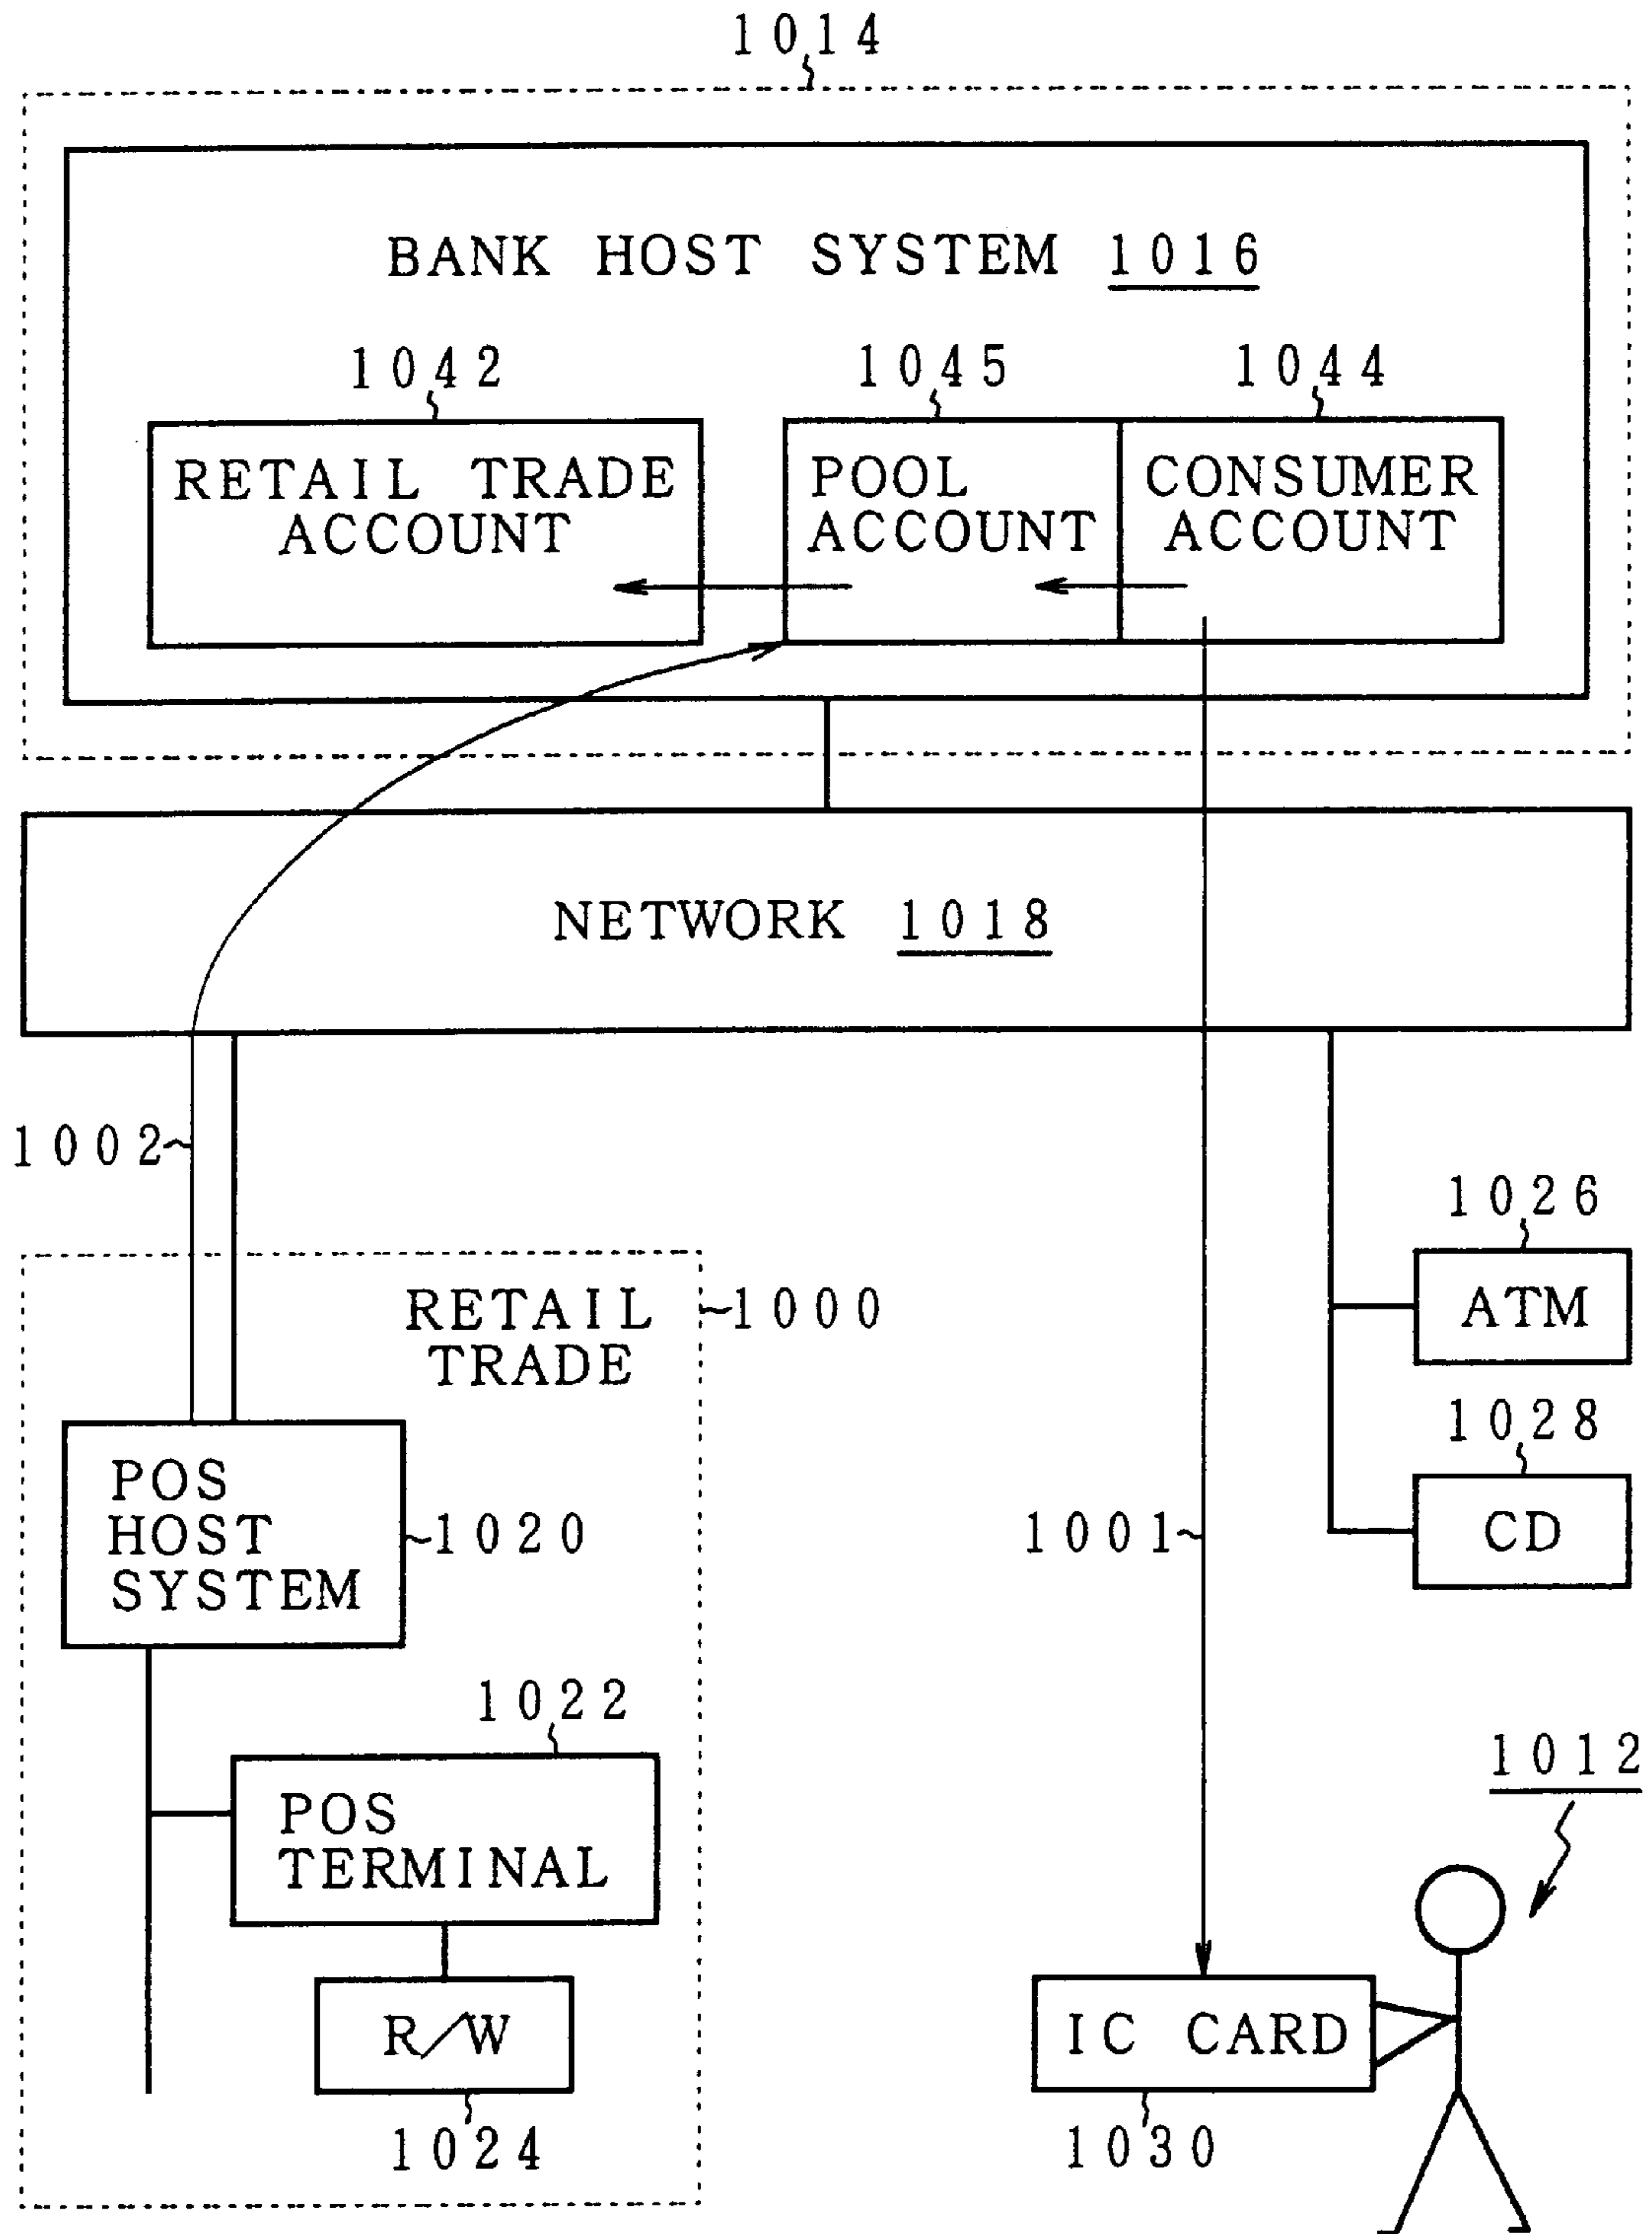 1014
BANK HOST SYSTEM 1016
1042
1045
1044
RETAIL TRADE
ACCOUNT
POOL
ACCOUNT
CONSUMER
ACCOUNT
NETWORK 1018
1002
1026
ATM
RETAIL
TRADE
1000
1028
CD
POS
HOST
SYSTEM
1020
1001
1022
POS
TERMINAL
1012
R/W
1024
IC CARD
1030